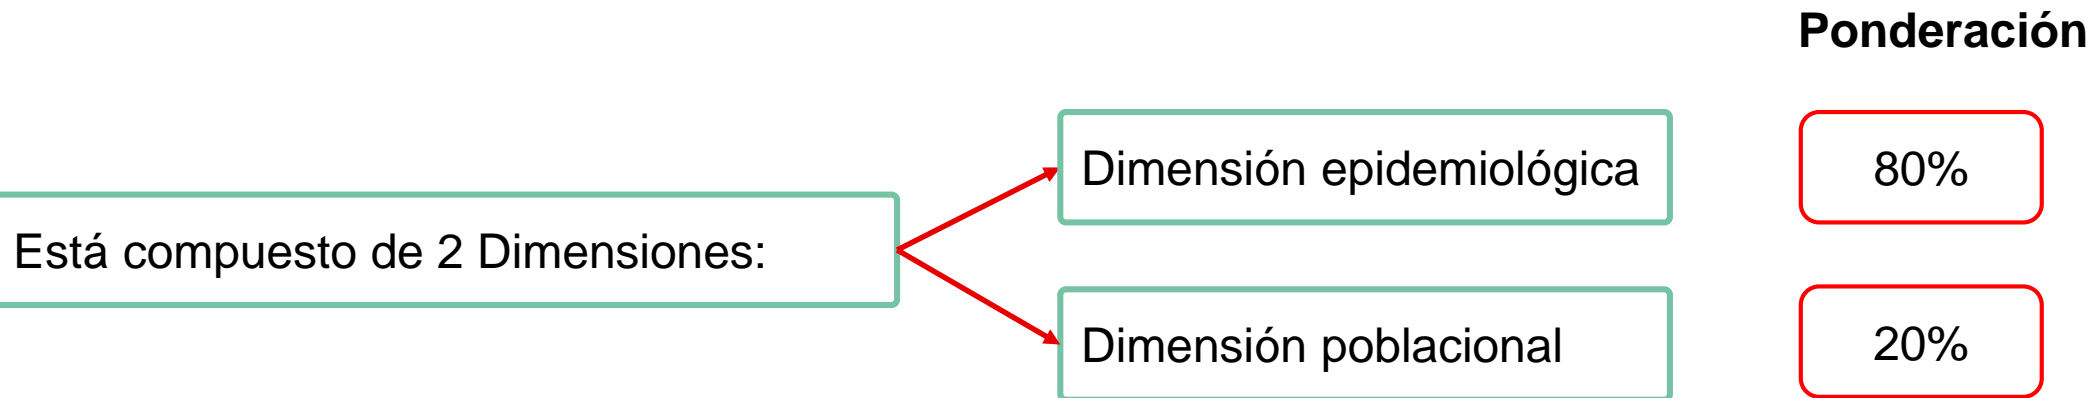 Ponderación
Dimensión epidemiológica
80%
Está compuesto de 2 Dimensiones:
Dimensión poblacional
20%